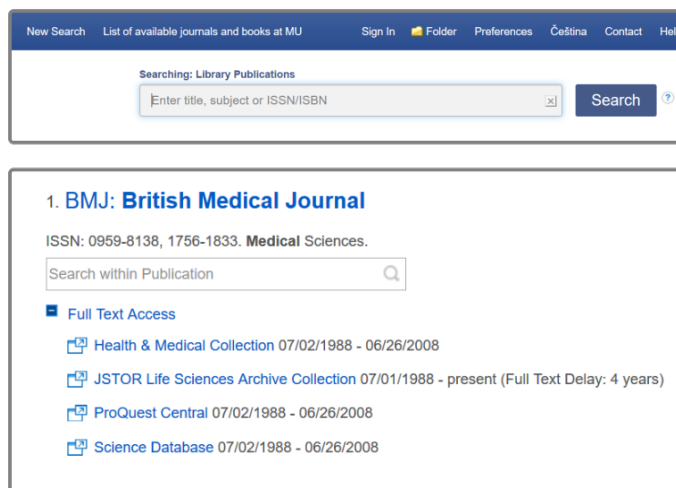 New Search List of available journals and books at MU Sign In Folder Preferences Čeština Contact Hel
Searching: Library Publications
Enter title, subject or ISSN/ISBN
Search
1. BMJ: British Medical Journal
ISSN: 0959-8138, 1756-1833. Medical Sciences.
Search within Publication
Full Text Access
Health & Medical Collection 07/02/1988 - 06/26/2008
JSTOR Life Sciences Archive Collection 07/01/1988 - present (Full Text Delay: 4 years)
ProQuest Central 07/02/1988 - 06/26/2008
Science Database 07/02/1988 - 06/26/2008